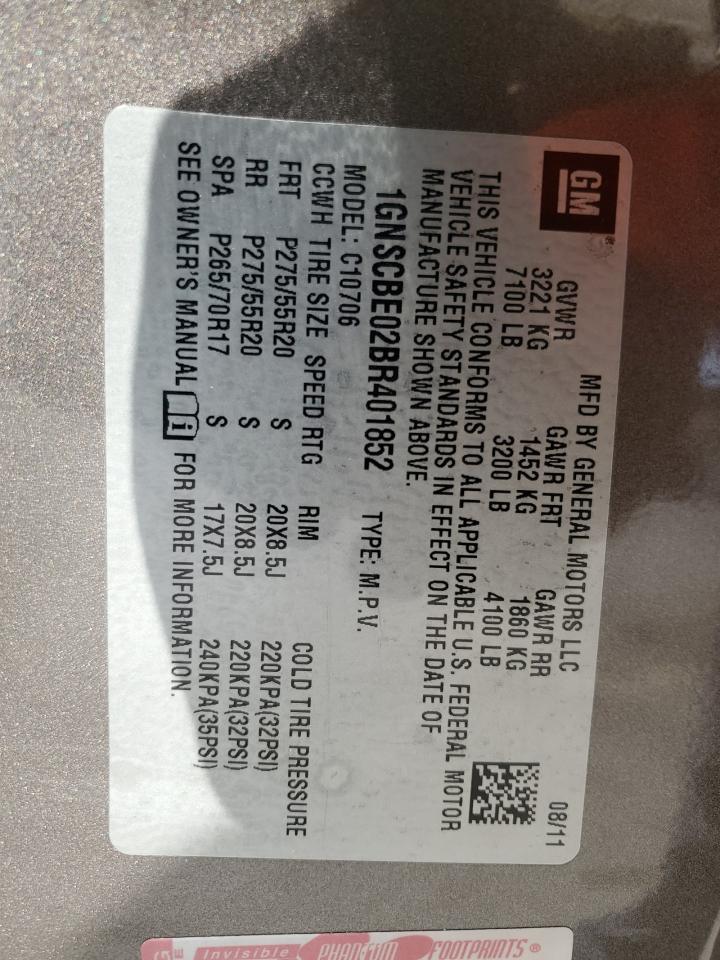 GM
MFD BY GENERAL MOTORS LLC 08/11
GVWR GAWR FRT GAWR RR
3221 KG 1452 KG 1860 KG
7100 LB 3200 LB 4100 LB
THIS VEHICLE CONFORMS TO ALL APPLICABLE U.S. FEDERAL MOTOR
VEHICLE SAFETY STANDARDS IN EFFECT ON THE DATE OF
MANUFACTURE SHOWN ABOVE.
1GNSCBE02BR401852 TYPE: M.P.V.
MODEL: C10706
CCWH TIRE SIZE SPEED RTG RIM COLD TIRE PRESSURE
FRT P275/55R20 S 20X8.5J 220KPA(32PSI)
RR P275/55R20 S 20X8.5J 220KPA(32PSI)
SPA P265/70R17 S 17X7.5J 240KPA(35PSI)
SEE OWNER'S MANUAL FOR MORE INFORMATION.
Invisible PHANTOM FOOTPRINTS®